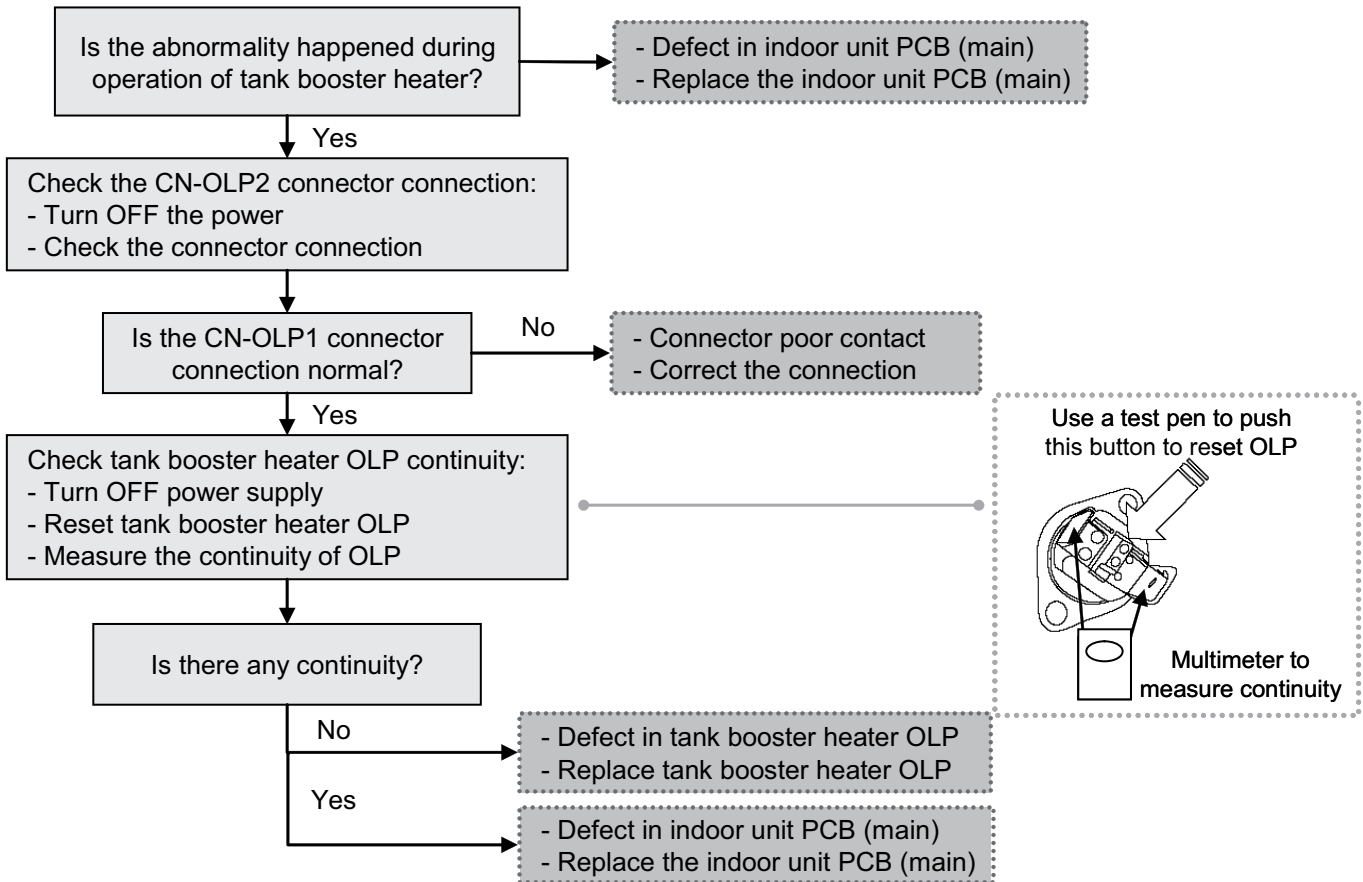 Is the abnormality happened during
operation of tank booster heater?
- Defect in indoor unit PCB (main)
- Replace the indoor unit PCB (main)
Yes
Check the CN-OLP2 connector connection:
- Turn OFF the power
- Check the connector connection
Is the CN-OLP1 connector
connection normal?
No
- Connector poor contact
- Correct the connection
Yes
Check tank booster heater OLP continuity:
- Turn OFF power supply
- Reset tank booster heater OLP
- Measure the continuity of OLP
Use a test pen to push
this button to reset OLP
Multimeter to
measure continuity
Is there any continuity?
No
- Defect in tank booster heater OLP
- Replace tank booster heater OLP
Yes
- Defect in indoor unit PCB (main)
- Replace the indoor unit PCB (main)